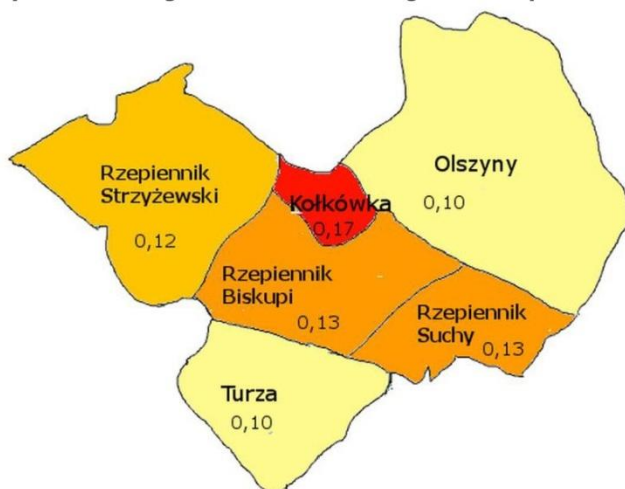 Olszyny
0,10
Rzepiennik
Strzyżewski
0,12
Kołkówka
0,17
Rzepiennik
Biskupi
0,13
Rzepiennik
Suchy
0,13
Turza
0,10